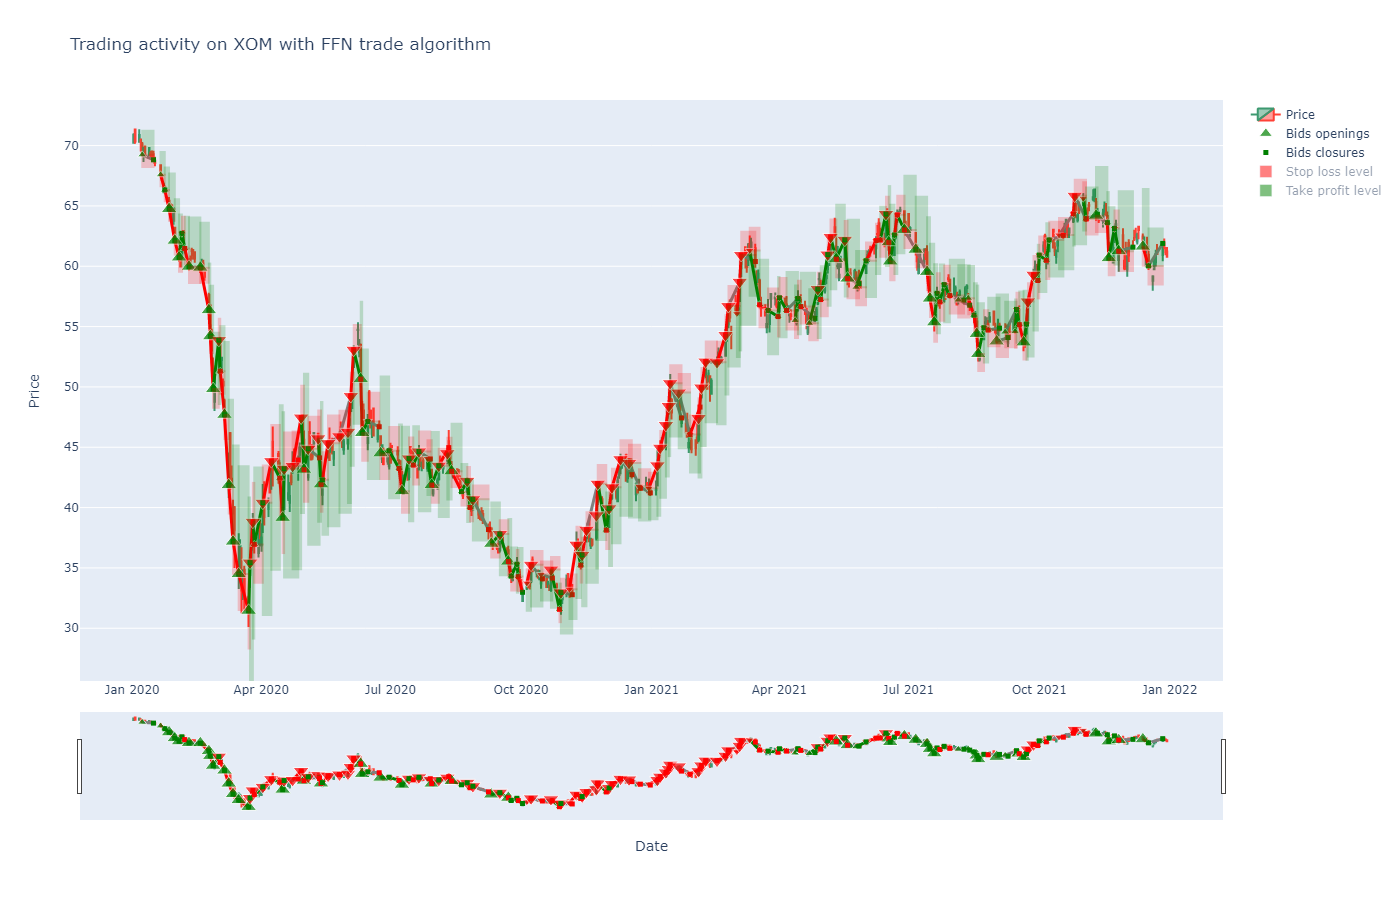 Trading activity on XOM with FFN trade algorithm
Price
Bids openings
Bids closures
Stop loss level
Take profit level
70
65
60
55
50
45
40
35
30
Price
Jan 2020
Apr 2020
Jul 2020
Oct 2020
Jan 2021
Apr 2021
Jul 2021
Oct 2021
Jan 2022
Date